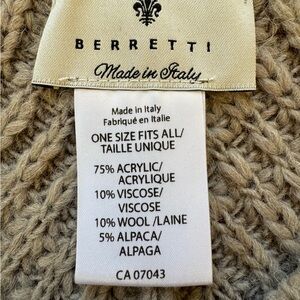 BERRETTI
Made in Italy
Made in Italy
Fabriqué en Italie
ONE SIZE FITS ALL/
TAILLE UNIQUE
75% ACRYLIC/
ACRYLIQUE
10% VISCOSE/
VISCOSE
10% WOOL /LAINE
5% ALPACA/
ALPAGA
CA 07043